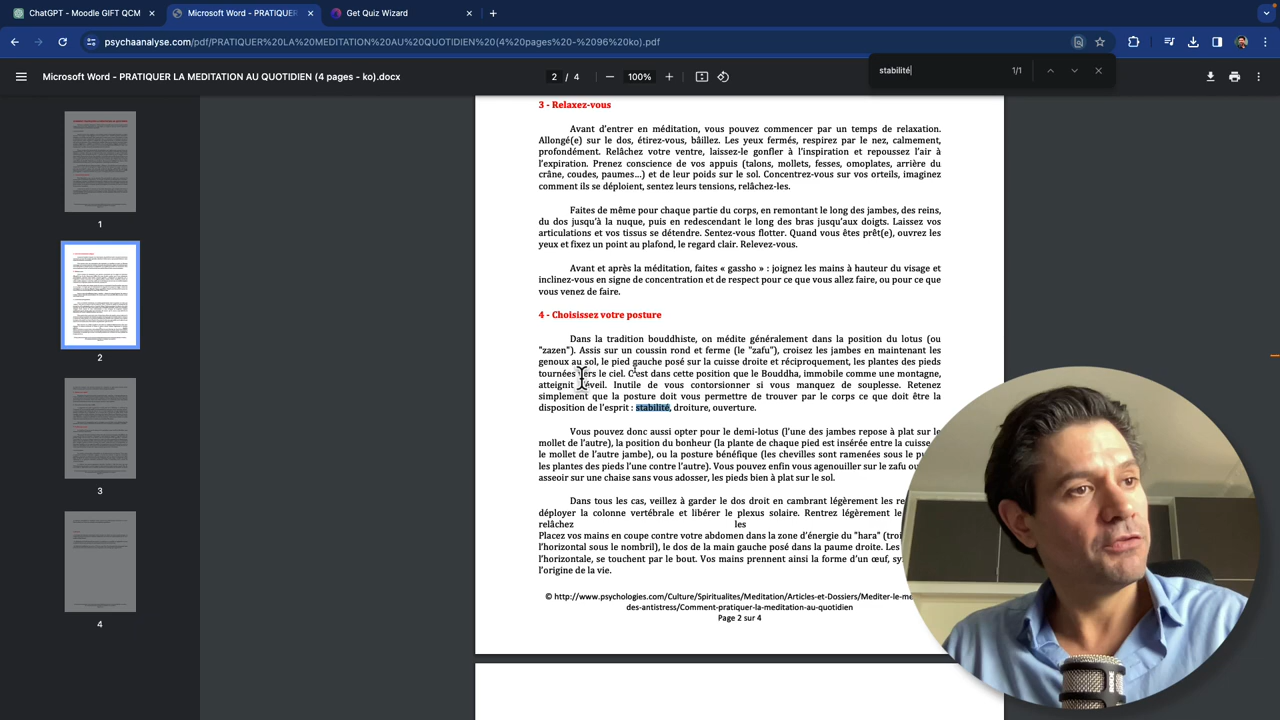 ChatGPT - Moodle GIFT QCM
Microsoft Word - PRATIQUER
Get Quiz Wizard
psychaanalyse.com/pdf/PRATIQUER%20LA%20MEDITATION%20AU%20QUOTIDIEN%20(4%20pages%20-%2096%20ko).pdf
stabilité
1/1
Microsoft Word - PRATIQUER LA MEDITATION AU QUOTIDIEN (4 pages - ko).docx
2 / 4
100%
1
2
3
4
3 - Relaxez-vous
Avant d'entrer en méditation, vous pouvez commencer par un temps de relaxation.
Allongé(e) sur le dos, étirez-vous, bâillez. Les yeux fermés, respirez par le nez, calmement,
profondément. Relâchez votre ventre, laissez-le gonfler à l'inspiration et repoussez l'air à
l'expiration. Prenez conscience de vos appuis (talons, mollets, fesses, omoplates, arrière du
crâne, coudes, paumes...) et de leur poids sur le sol. Concentrez-vous sur vos orteils, imaginez
comment ils se déploient, sentez leurs tensions, relâchez-les.
Faites de même pour chaque partie du corps, en remontant le long des jambes, des reins,
du dos jusqu'à la nuque, puis en redescendant le long des bras jusqu'aux doigts. Laissez vos
articulations et vos tissus se détendre. Sentez-vous flotter. Quand vous êtes prêt(e), ouvrez les
yeux et fixez un point au plafond, le regard clair. Relevez-vous.
Avant et après la méditation, faites « gassho » : joignez les mains à hauteur du visage et
inclinez-vous en signe de concentration et de respect pour ce que vous allez faire, ou pour ce que
vous venez de faire.
4 - Choisissez votre posture
Dans la tradition bouddhiste, on médite généralement dans la position du lotus (ou
"zazen"). Assis sur un coussin rond et ferme (le "zafu"), croisez les jambes en maintenant les
genoux au sol, le pied gauche posé sur la cuisse droite et réciproquement, les plantes des pieds
tournées vers le ciel. C'est dans cette position que le Bouddha, immobile comme une montagne,
atteignit l'éveil. Inutile de vous contorsionner si vous manquez de souplesse. Retenez
simplement que la posture doit vous permettre de trouver par le corps ce que doit être la
disposition de l'esprit : stabilité, droiture, ouverture.
Vous pouvez donc aussi opter pour le demi-lotus (l'une des jambes repose à plat sur le
mollet de l'autre), la position du bonheur (la plante de chaque pied est insérée entre la cuisse
le mollet de l'autre jambe), ou la posture bénéfique (les chevilles sont ramenées sous le
les plantes des pieds l'une contre l'autre). Vous pouvez enfin vous agenouiller sur le zafu
asseoir sur une chaise sans vous adosser, les pieds bien à plat sur le sol.
Dans tous les cas, veillez à garder le dos droit en cambrant légèrement les
déployer la colonne vertébrale et libérer le plexus solaire. Rentrez légèrement le
relâchez les
Placez vos mains en coupe contre votre abdomen dans la zone d'énergie du "hara"
l'horizontal sous le nombril), le dos de la main gauche posé dans la paume droite. Les
l'horizontale, se touchent par le bout. Vos mains prennent ainsi la forme d'un œuf,
l'origine de la vie.
© http://www.psychologies.com/Culture/Spiritualites/Meditation/Articles-et-Dossiers/Mediter-le-
des-antistress/Comment-pratiquer-la-meditation-au-quotidien
Page 2 sur 4